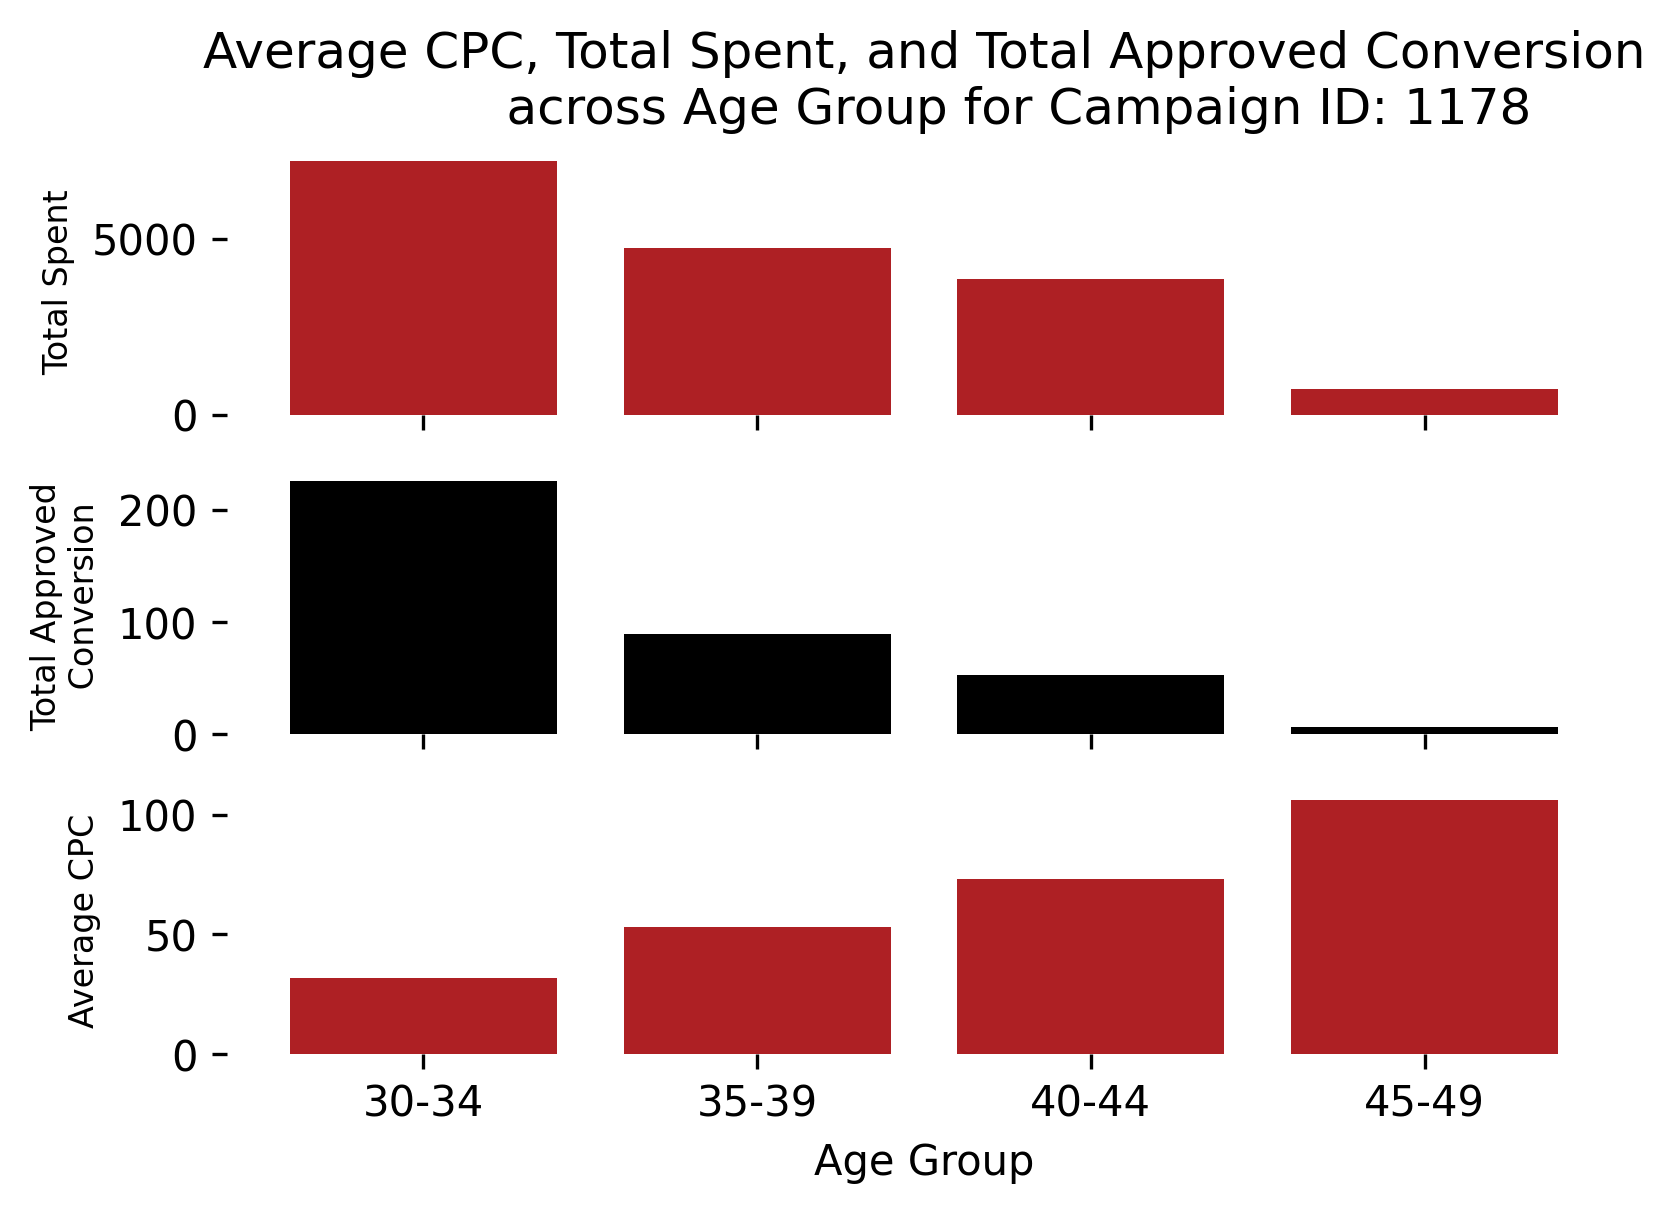 Average CPC, Total Spent, and Total Approved Conversion
across Age Group for Campaign ID: 1178
Total Spent
5000
0
Total Approved
Conversion
200
100
0
Average CPC
100
50
0
30-34
35-39
40-44
45-49
Age Group